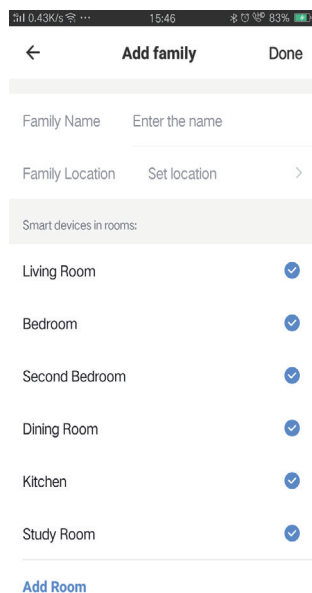 0.43K/s ... 15:46 83%
Add family Done
Family Name Enter the name
Family Location Set location
Smart devices in rooms:
Living Room
Bedroom
Second Bedroom
Dining Room
Kitchen
Study Room
Add Room